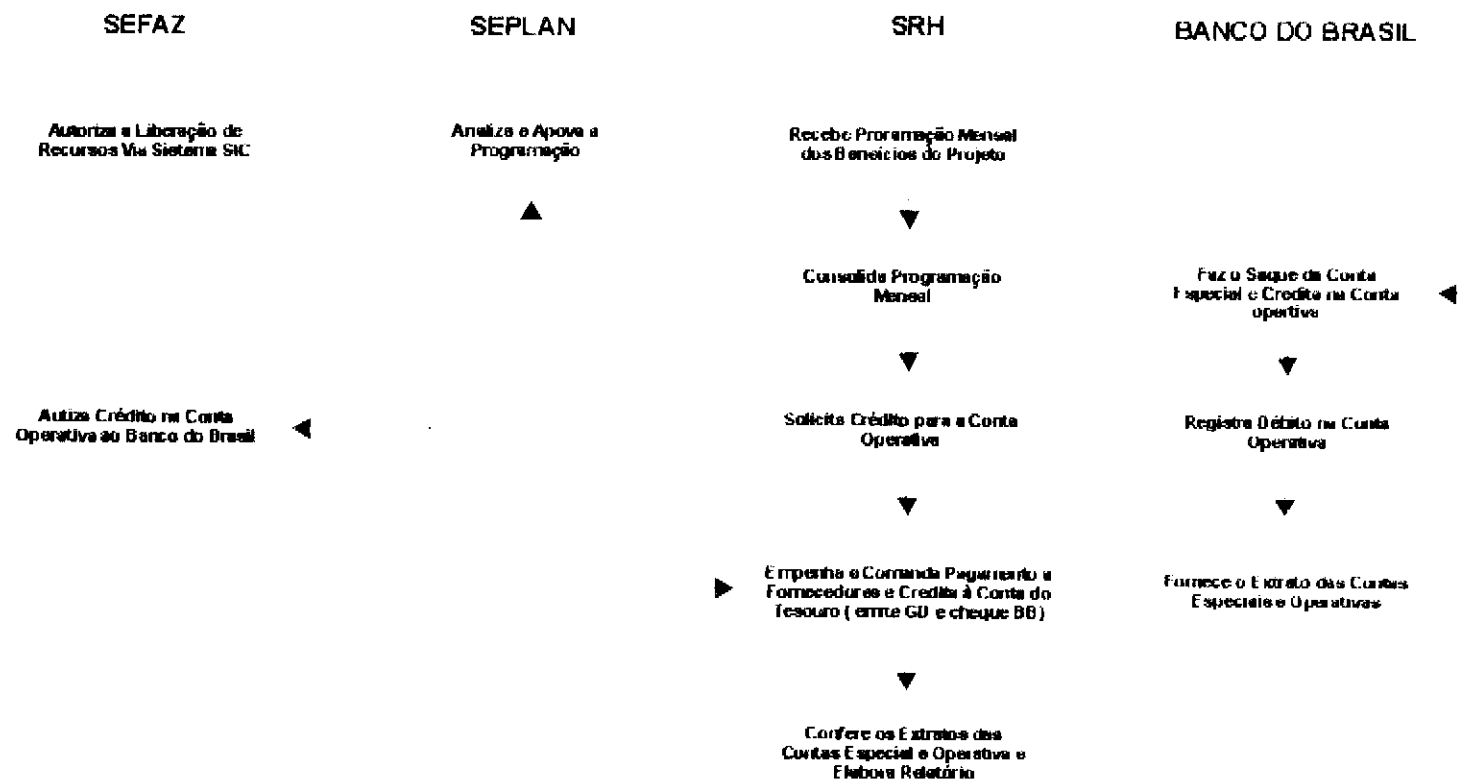 SEFAZ
SEPLAN
SRH
BANCO DO BRASIL
Autoriza a Liberação de
Recursos Via Sistema SIC
Analiza e Apova a
Programação
Recebe Proramação Mensal
dos Beneícios do Projeto
Consolida Programação
Mensal
Faz o Saque da Conta
Especial e Credita na Conta
opertiva
Autiza Crédito na Conta
Operativa ao Banco do Brasil
Solicita Crédito para a Conta
Operativa
Registra Débito na Conta
Operativa
Empenha e Comanda Pagamento a
Fornecedores e Credita à Conta do
Tesouro ( emite GD e cheque BB)
Fornece o Extrato das Contas
Especiais e Operativas
Confere os Extratos das
Contas Especial e Operativa e
Elabora Relatório